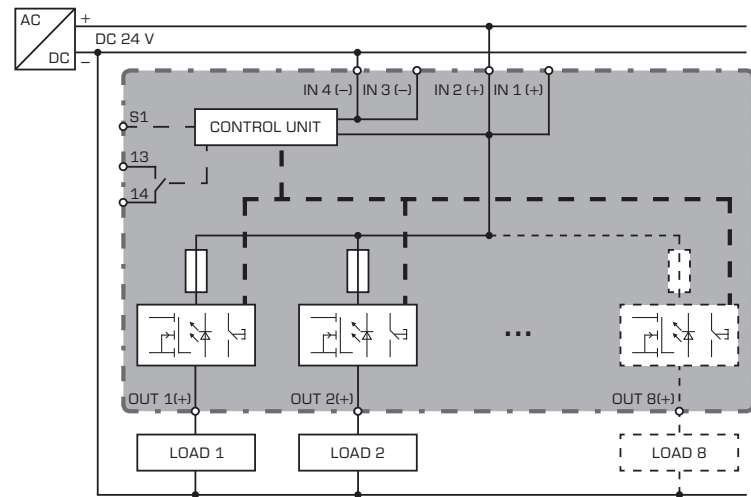 AC
+
DC 24 V
DC
–
IN 4 (–) IN 3 (–) IN 2 (+) IN 1 (+)
S1
CONTROL UNIT
13
14
...
OUT 1(+) OUT 2(+) OUT 8(+)
LOAD 1 LOAD 2 LOAD 8